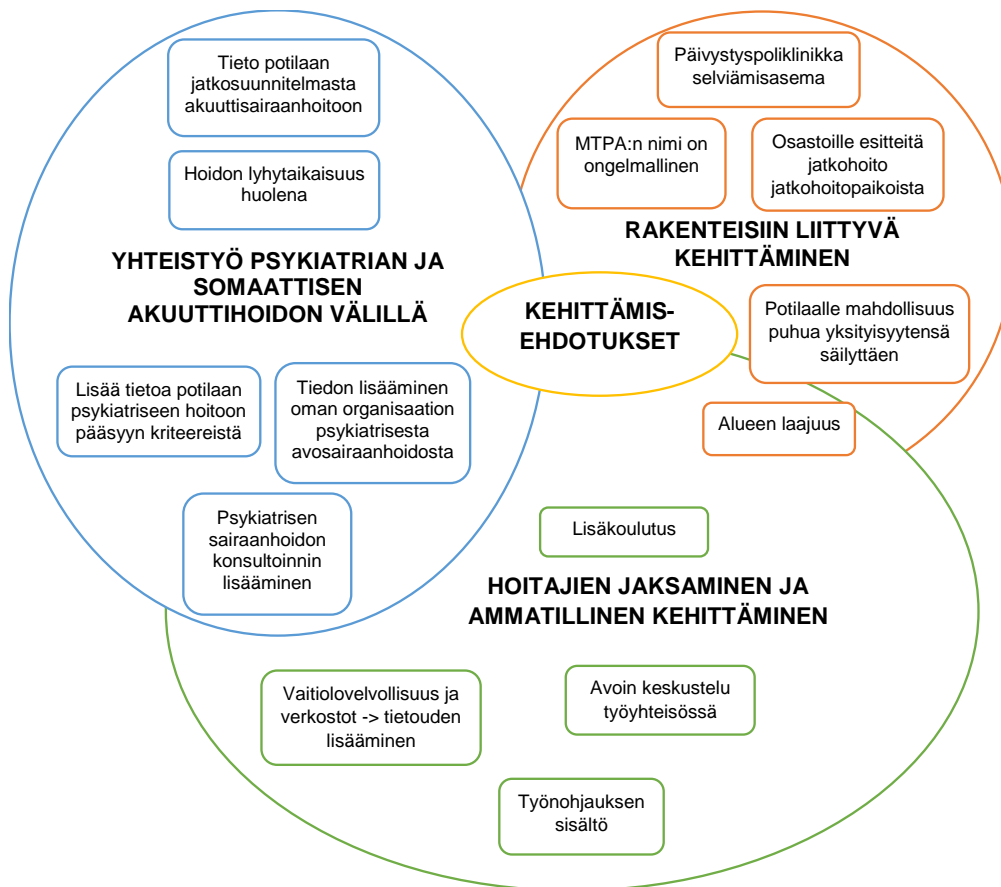 Tieto potilaan
jatkosuunnitelmasta
akuuttisairaanhoitoon
Hoidon lyhytaikaisuus
huolena
YHTEISTYÖ PSYKIATRIAN JA
SOMAATTISEN
AKUUTTIHOIDON VÄLILLÄ
Lisää tietoa potilaan
psykiatriseen hoitoon
pääsyyn kriteereistä
Tiedon lisääminen
oman organisaation
psykiatrisesta
avosairaanhoidosta
Psykiatrisen
sairaanhoidon
konsultoinnin
lisääminen
Päivystyspoliklinikka
selviämisasema
MTPA:n nimi on
ongelmallinen
Osastoille esitteitä
jatkohoito
jatkohoitopaikoista
RAKENTEISIIN LIITTYVÄ
KEHITTÄMINEN
KEHITTÄMIS-
EHDOTUKSET
Potilaalle mahdollisuus
puhua yksityisyytensä
säilyttäen
Alueen laajuus
Lisäkoulutus
HOITAJIEN JAKSAMINEN JA
AMMATILLINEN KEHITTÄMINEN
Vaitiolovelvollisuus ja
verkostot -> tietouden
lisääminen
Avoin keskustelu
työyhteisössä
Työnohjauksen
sisältö